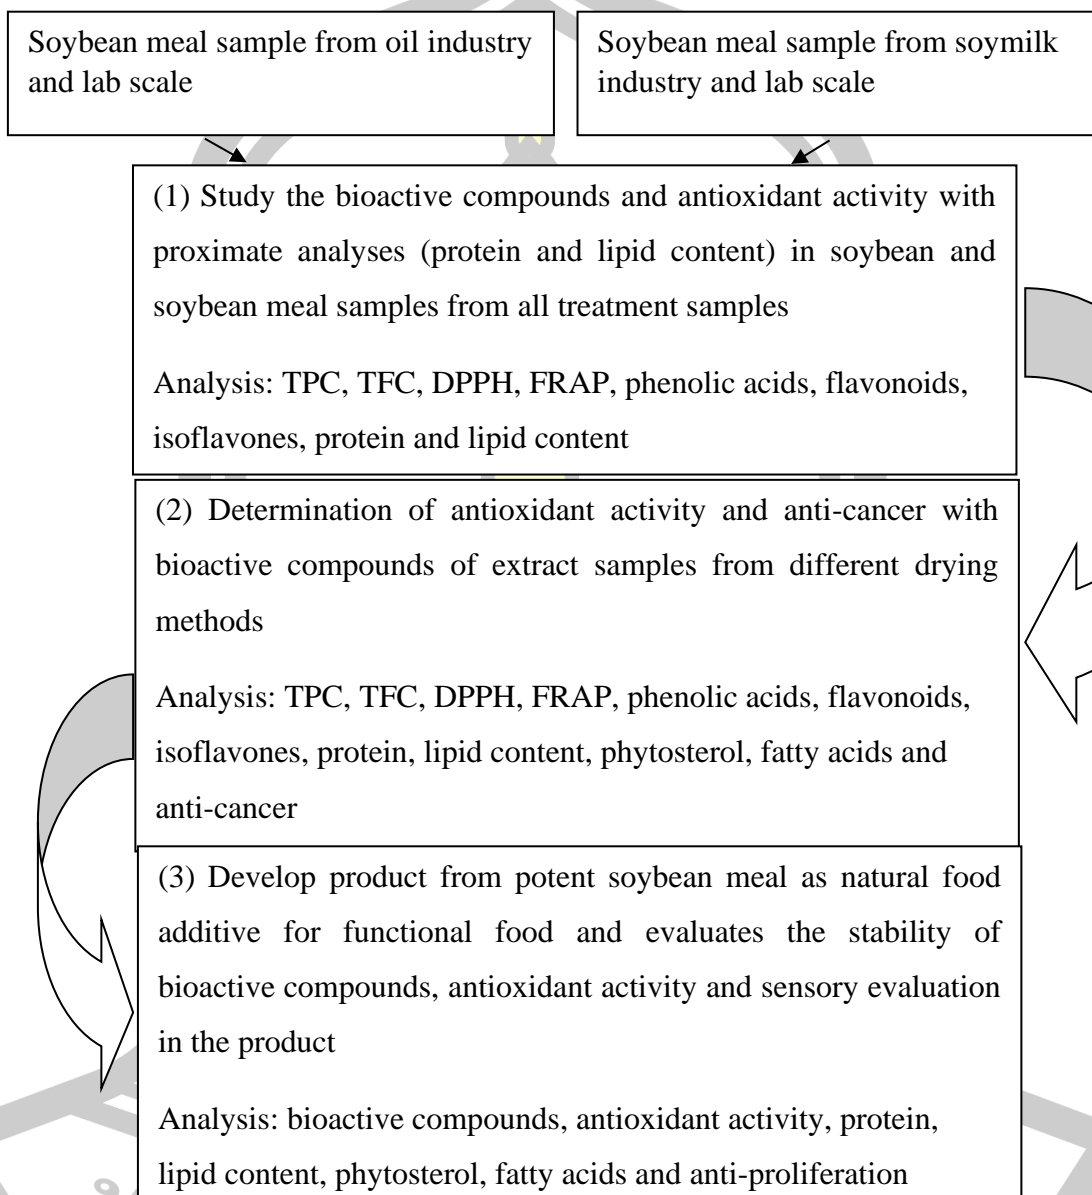 Soybean meal sample from oil industry
and lab scale
Soybean meal sample from soymilk
industry and lab scale
(1) Study the bioactive compounds and antioxidant activity with
proximate analyses (protein and lipid content) in soybean and
soybean meal samples from all treatment samples
Analysis: TPC, TFC, DPPH, FRAP, phenolic acids, flavonoids,
isoflavones, protein and lipid content
(2) Determination of antioxidant activity and anti-cancer with
bioactive compounds of extract samples from different drying
methods
Analysis: TPC, TFC, DPPH, FRAP, phenolic acids, flavonoids,
isoflavones, protein, lipid content, phytosterol, fatty acids and
anti-cancer
(3) Develop product from potent soybean meal as natural food
additive for functional food and evaluates the stability of
bioactive compounds, antioxidant activity and sensory evaluation
in the product
Analysis: bioactive compounds, antioxidant activity, protein,
lipid content, phytosterol, fatty acids and anti-proliferation